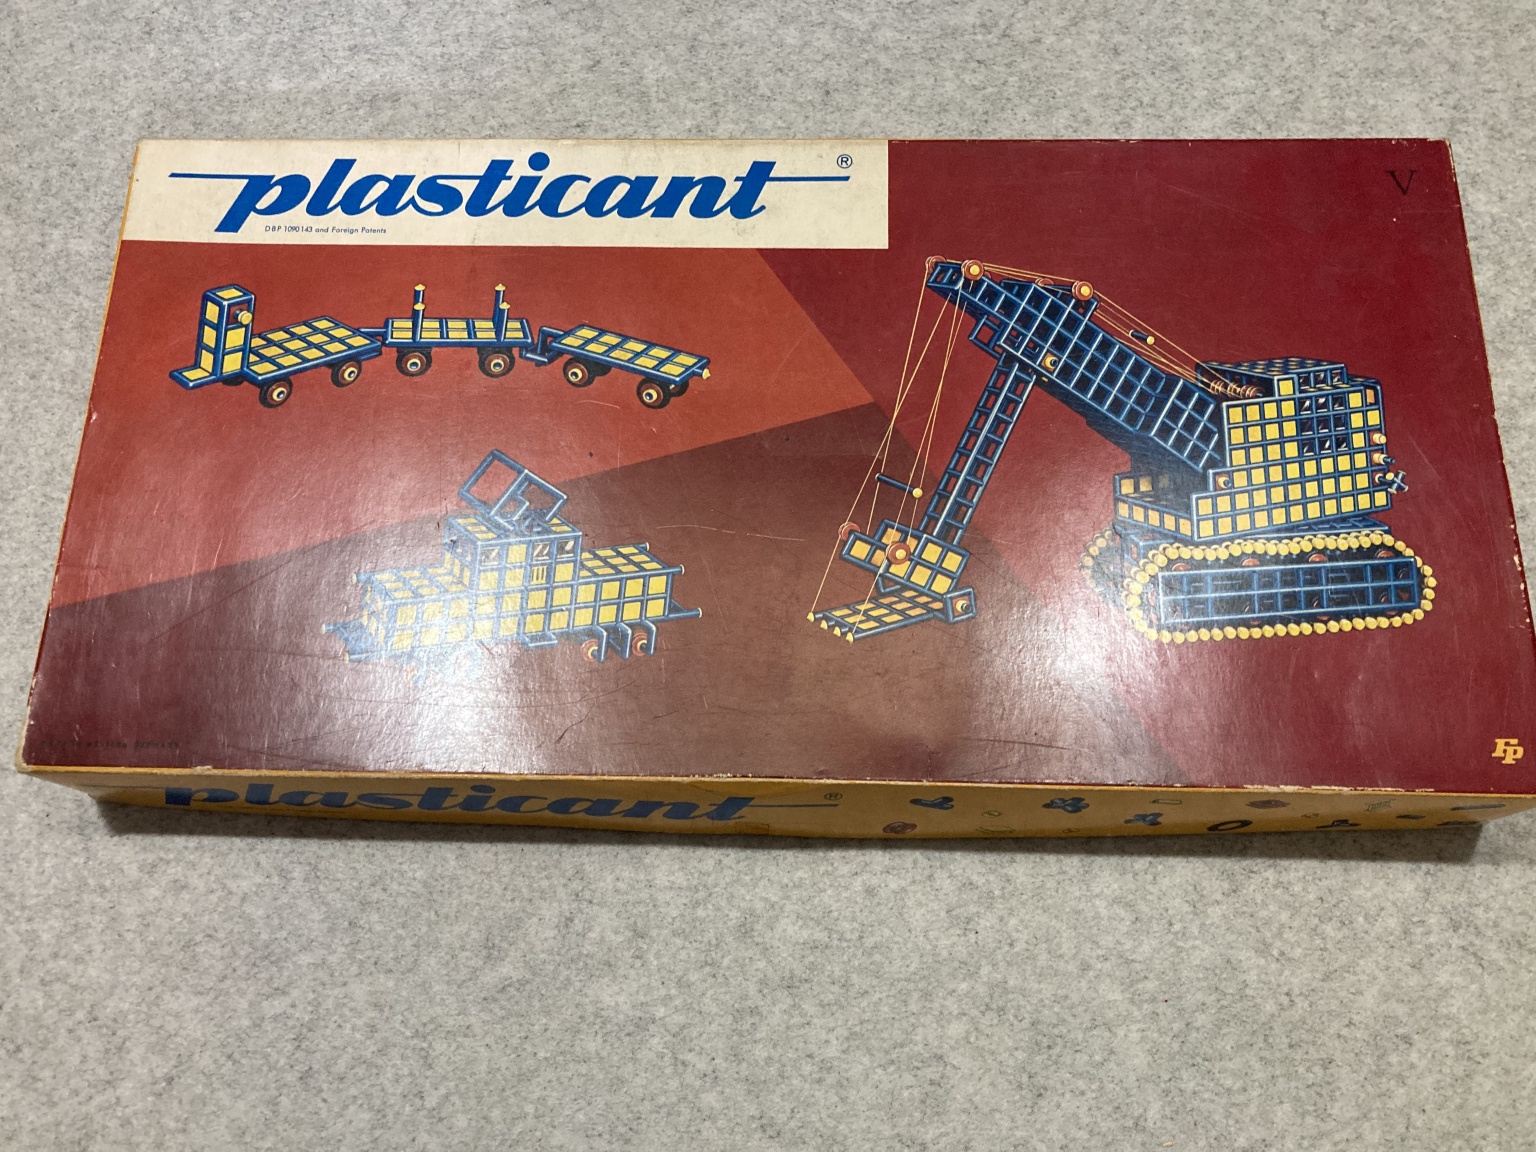 plasticant ®
DBP 1090143 and Foreign Patents
V
FP
plasticant ®